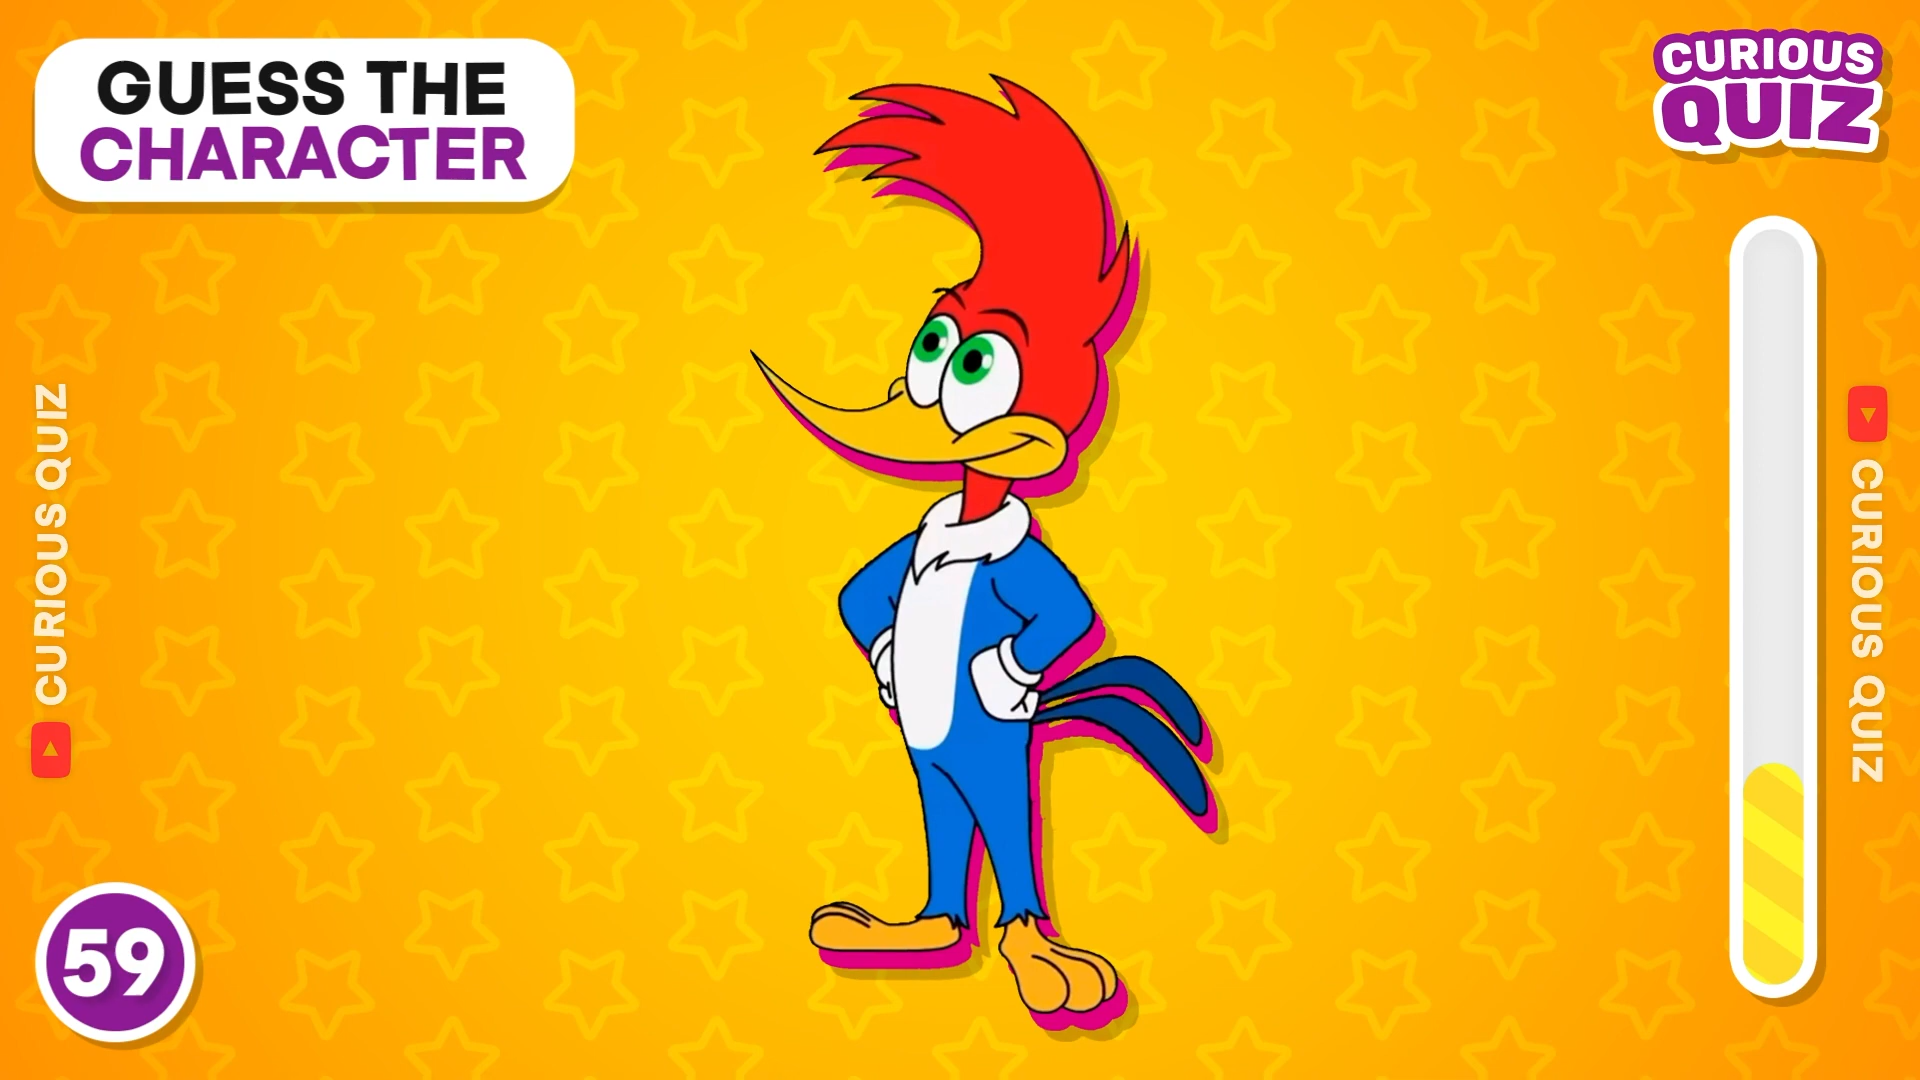 GUESS THE
CHARACTER
CURIOUS
QUIZ
CURIOUS QUIZ
CURIOUS QUIZ
59